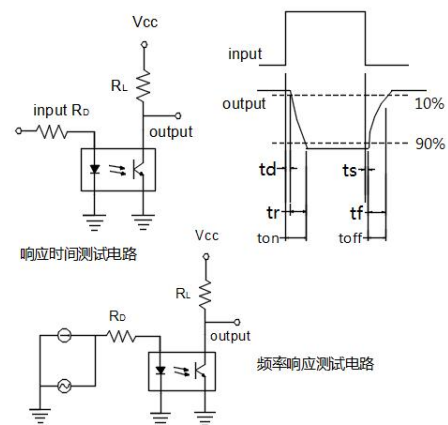 Vcc
RL
input RD
output
响应时间测试电路
input
output
10%
90%
td
ts
tr
tf
ton
toff
Vcc
RL
RD
output
频率响应测试电路